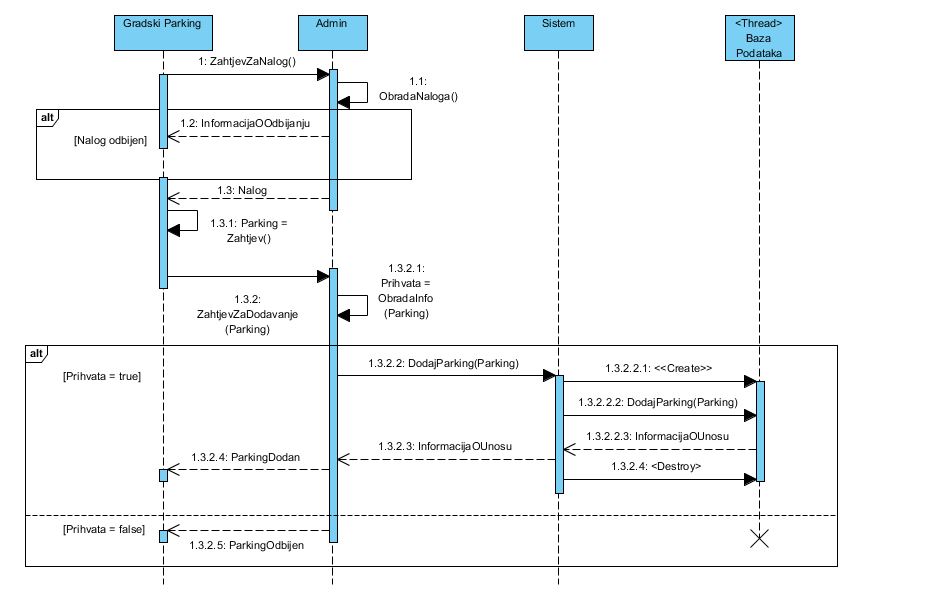 Gradski Parking
Admin
Sistem
<Thread>
Baza
Podataka
1: ZahtjevZaNalog()
1.1:
ObradaNaloga()
alt
1.2: InformacijaOOdbijanju
[Nalog odbijen]
1.3: Nalog
1.3.1: Parking =
Zahtjev()
1.3.2:
ZahtjevZaDodavanje
(Parking)
1.3.2.1:
Prihvata =
ObradaInfo
(Parking)
alt
[Prihvata = true]
1.3.2.2: DodajParking(Parking)
1.3.2.2.1: <<Create>>
1.3.2.2.2: DodajParking(Parking)
1.3.2.2.3: InformacijaOUnosu
1.3.2.3: InformacijaOUnosu
1.3.2.4: ParkingDodan
1.3.2.4: <Destroy>
[Prihvata = false]
1.3.2.5: ParkingOdbijen